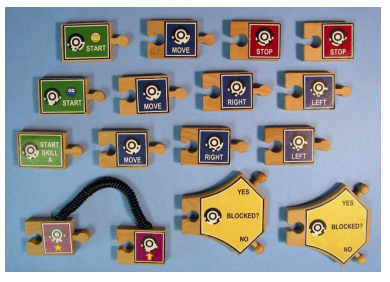 START
MOVE
STOP
STOP
START
MOVE
RIGHT
LEFT
START
SKILL
A
MOVE
RIGHT
LEFT
YES
BLOCKED?
NO
YES
BLOCKED?
NO